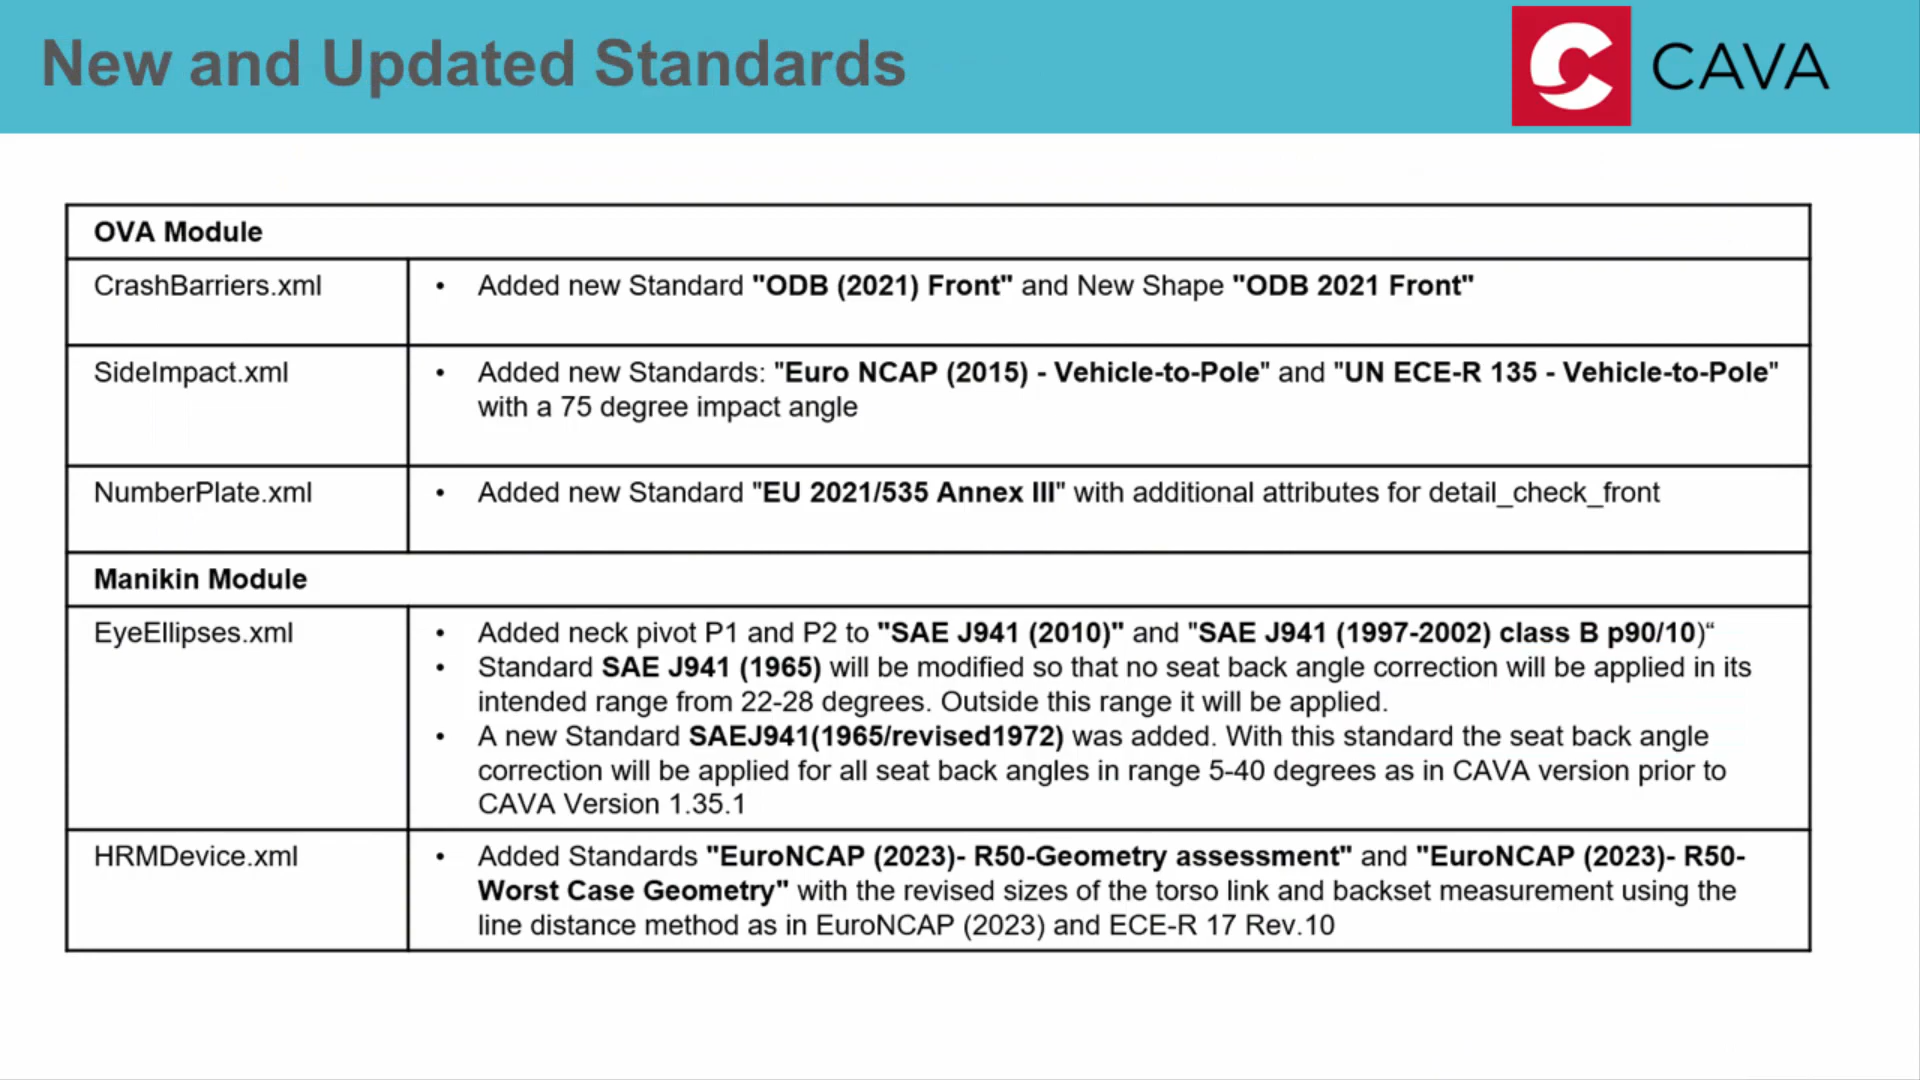 New and Updated Standards
CAVA
OVA Module
CrashBarriers.xml
• Added new Standard "ODB (2021) Front" and New Shape "ODB 2021 Front"
SideImpact.xml
• Added new Standards: "Euro NCAP (2015) - Vehicle-to-Pole" and "UN ECE-R 135 - Vehicle-to-Pole"
with a 75 degree impact angle
NumberPlate.xml
• Added new Standard "EU 2021/535 Annex III" with additional attributes for detail_check_front
Manikin Module
EyeEllipses.xml
• Added neck pivot P1 and P2 to "SAE J941 (2010)" and "SAE J941 (1997-2002) class B p90/10)“
• Standard SAE J941 (1965) will be modified so that no seat back angle correction will be applied in its
intended range from 22-28 degrees. Outside this range it will be applied.
• A new Standard SAEJ941(1965/revised1972) was added. With this standard the seat back angle
correction will be applied for all seat back angles in range 5-40 degrees as in CAVA version prior to
CAVA Version 1.35.1
HRMDevice.xml
• Added Standards "EuroNCAP (2023)- R50-Geometry assessment" and "EuroNCAP (2023)- R50-
Worst Case Geometry" with the revised sizes of the torso link and backset measurement using the
line distance method as in EuroNCAP (2023) and ECE-R 17 Rev.10